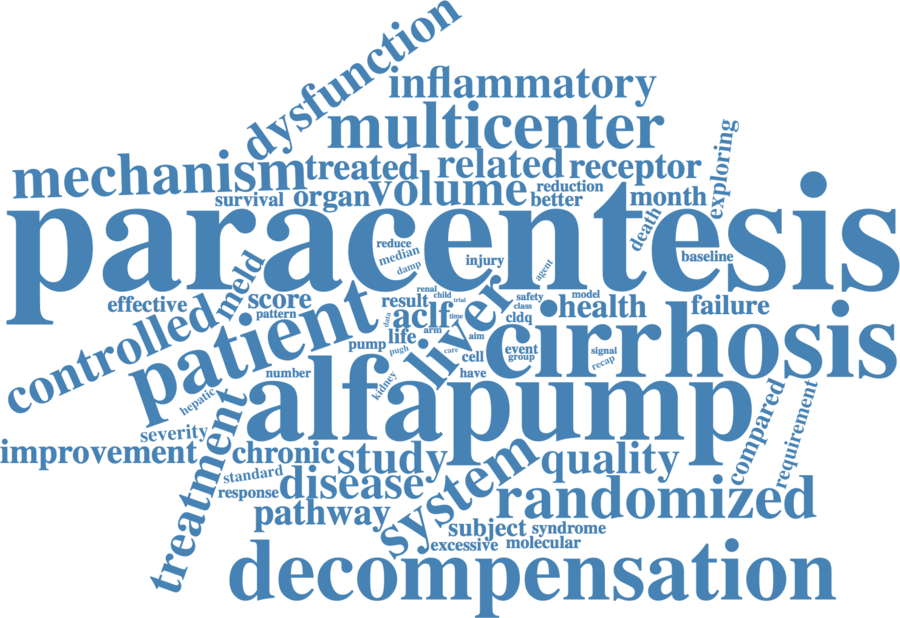 dysfunction
inflammatory
multicenter
exploring
mechanism
treated
related
receptor
survival
organ
volume
reduction
better
month
paracentesis
death
reduce
median
damp
injury
agent
baseline
meld
effective
score
pattern
controlled
patient
renal
child
trial
result
data
aclf
time
safety
class
model
health
failure
cldq
liver
cirrhosis
arm
life
aim
pump
pugh
care
cell
event
group
signal
recap
number
have
kidney
hepatic
alfapump
treatment
severity
compared
requirement
improvement
chronic
study
quality
standard
response
disease
system
randomized
pathway
subject
syndrome
excessive
molecular
decompensation